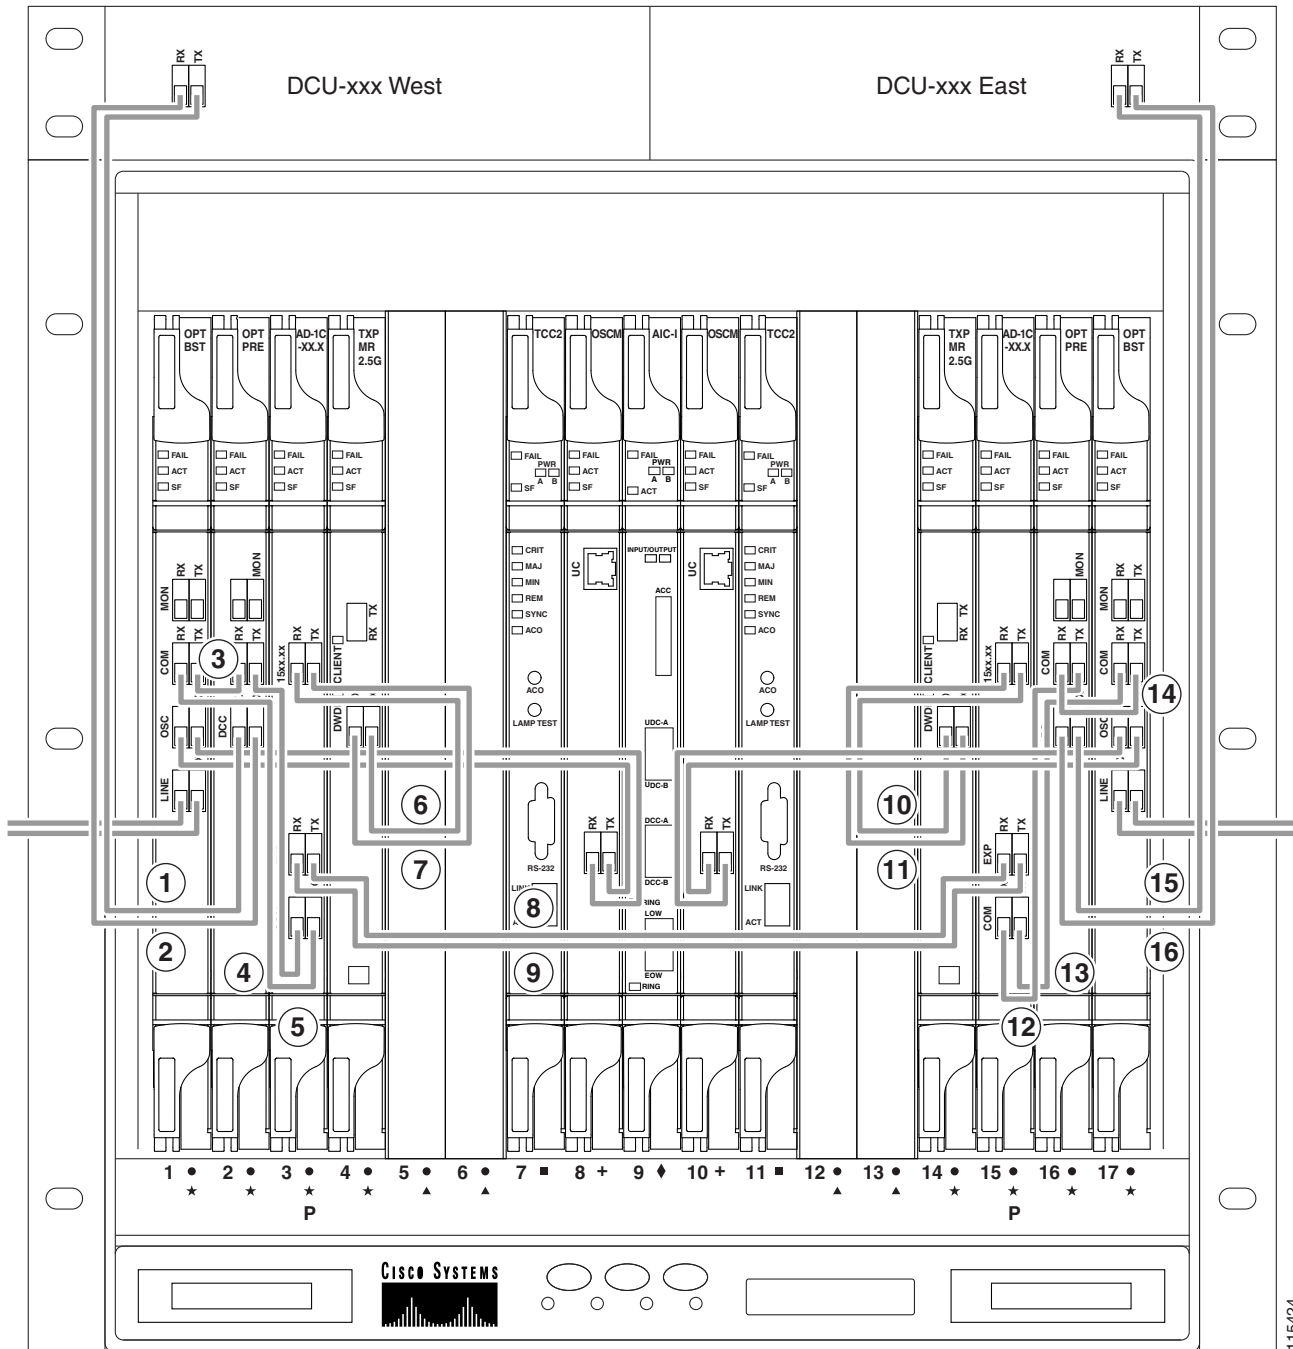 RX TX
DCU-xxx West
DCU-xxx East
RX TX
OPT BST
OPT PRE
AD-1C -XX.X
TXP MR 2.5G
TCC2
OSCM
AIC-I
OSCM
TCC2
TXP MR 2.5G
AD-1C -XX.X
OPT PRE
OPT BST
FAIL FAIL FAIL FAIL FAIL FAIL FAIL FAIL FAIL FAIL FAIL FAIL FAIL
PWR PWR PWR
ACT ACT ACT ACT ACT ACT ACT ACT ACT ACT
A B A B A B
SF SF SF SF SF SF ACT SF SF SF SF SF SF
CRIT CRIT
MAJ MAJ
MIN MIN
REM REM
SYNC SYNC
ACO ACO
UC INPUT/OUTPUT UC
ACC
MON RX TX MON
MON MON RX TX
COM RX TX RX 15xx.xx RX TX CLIENT RX TX
CLIENT RX TX 15xx.xx RX TX COM RX TX COM RX TX
3
ACO ACO
LAMP TEST LAMP TEST
14
OSC DCC DWD
UDC-A
DWD OSC
LINE
UDC-B
LINE
6
10
RX TX
DCC-A
RX TX
RX TX
EXP RX TX
7
RS-232 RS-232
11
1
DCC-B
15
LINK
8
RING
LOW
LINK
ACT
COM
2
4
9
EOW
RING
13
16
5
12
1 2 3 4 5 6 7 8 + 9 10 + 11 12 13 14 15 16 17
P P
CISCO SYSTEMS